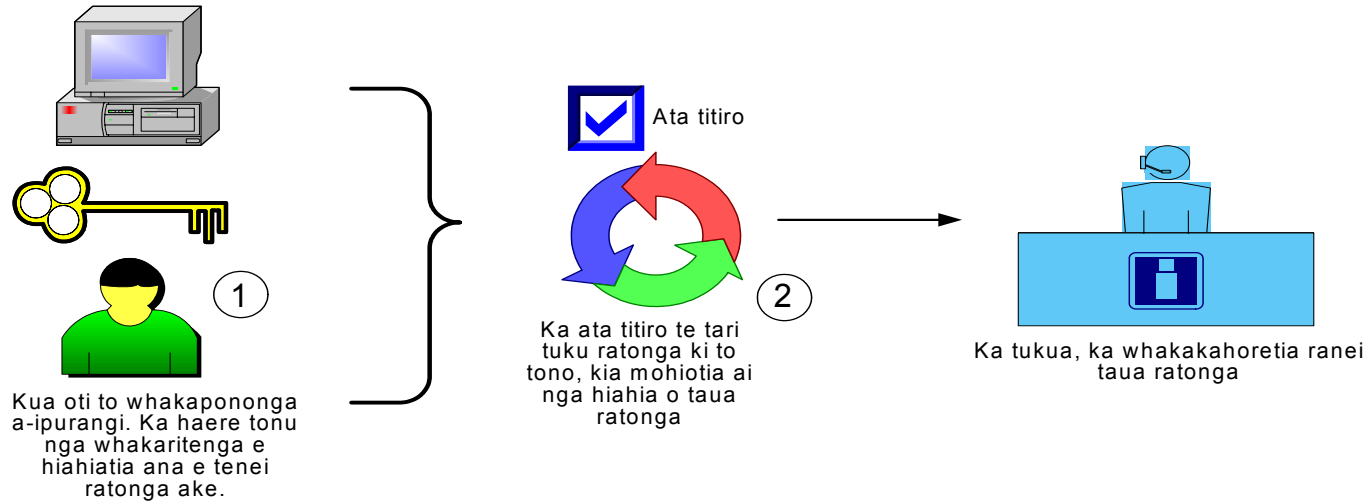 1
Kua oti to whakapononga
a-ipurangi. Ka haere tonu
nga whakaritenga e
hiahiatia ana e tenei
ratonga ake.
Ata titiro
2
Ka ata titiro te tari
tuku ratonga ki to
tono, kia mohiotia ai
nga hiahia o taua
ratonga
Ka tukua, ka whakakahoretia ranei
taua ratonga